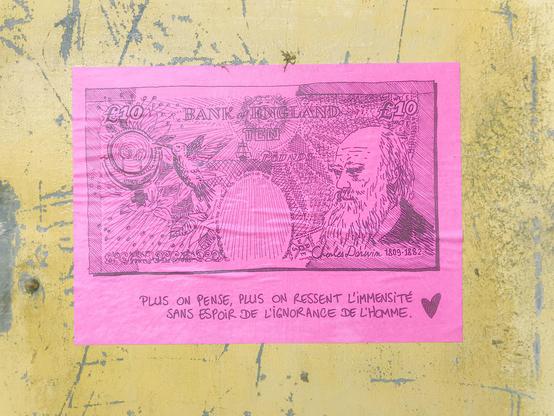 £10 BANK of ENGLAND £10
TEN
POUNDS
Charles Darwin 1809-1882
PLUS ON PENSE, PLUS ON RESSENT L'IMMENSITÉ
SANS ESPOIR DE L'IGNORANCE DE L'HOMME.